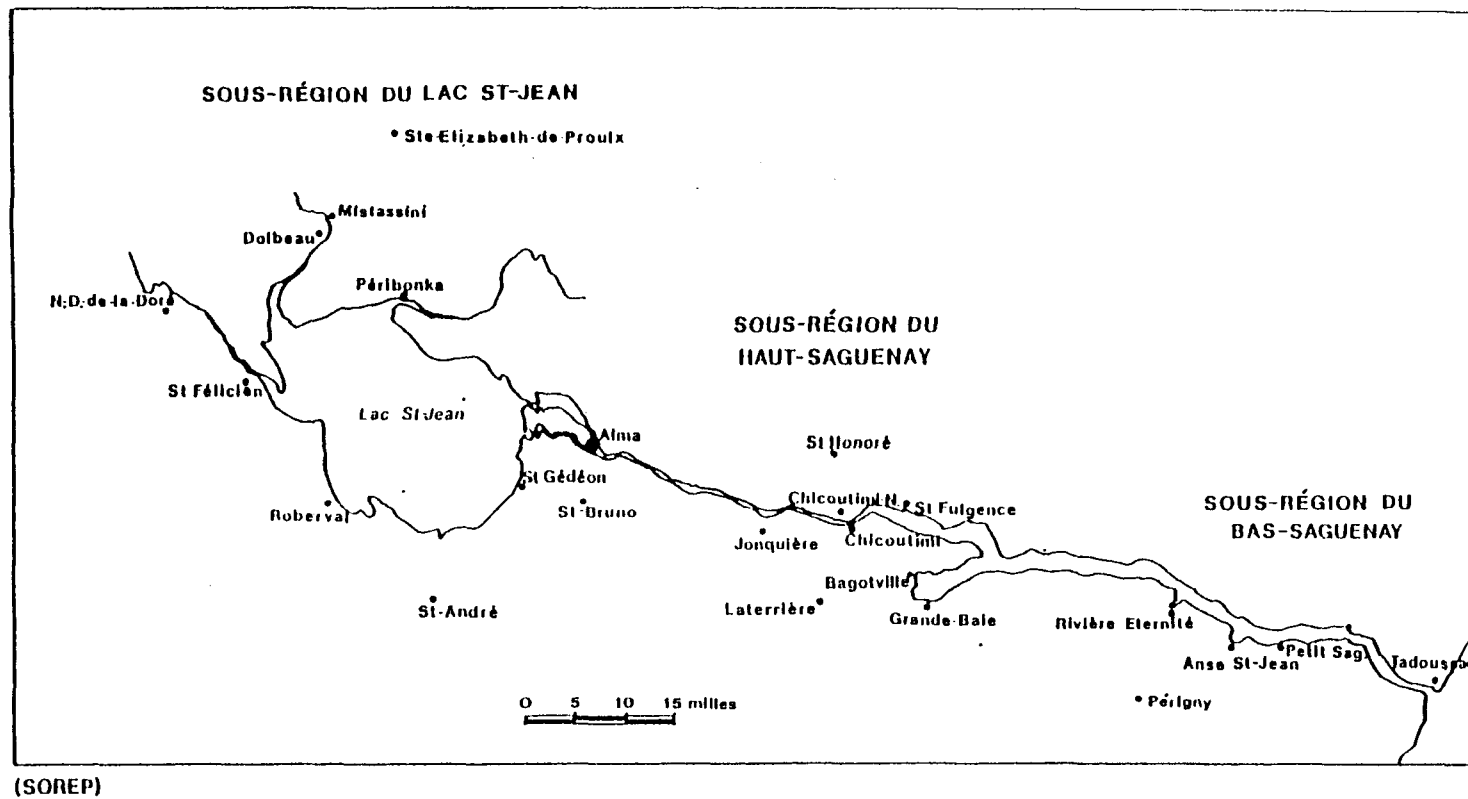 SOUS-RÉGION DU LAC ST-JEAN
Ste-Elizabeth-de-Proulx
Mistassini
Dolbeau
Péribonka
N.D.-de-la-Doré
SOUS-RÉGION DU
HAUT-SAGUENAY
St Félicien
Lac St-Jean
Alma
St Honoré
St Gédéon
Chicoutimi-N.
St Fulgence
SOUS-RÉGION DU
BAS-SAGUENAY
Roberval
St-Bruno
Jonquière
Chicoutimi
Bagotville
St-André
Laterrière
Grande-Baie
Rivière Eternité
Anse St-Jean
Petit Sag.
Tadoussac
Périgny
0 5 10 15 milles
(SOREP)